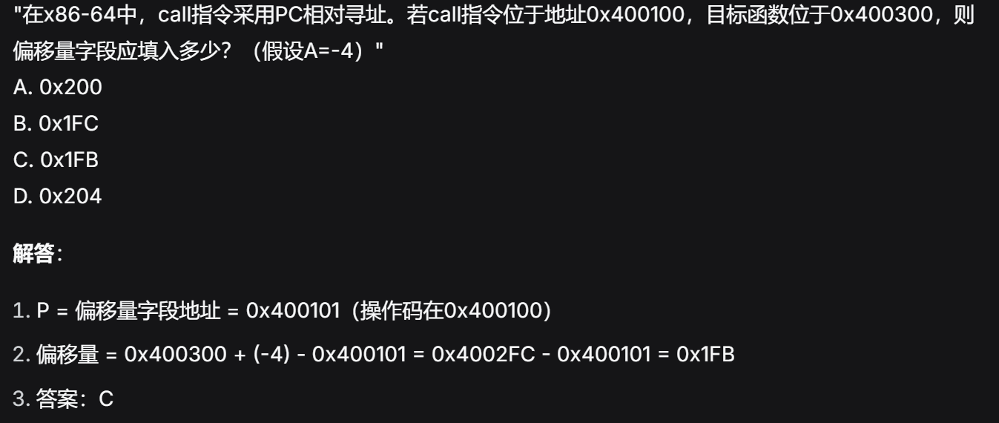 "在x86-64中，call指令采用PC相对寻址。若call指令位于地址0x400100，目标函数位于0x400300，则
偏移量字段应填入多少？（假设A=-4）"
A. 0x200
B. 0x1FC
C. 0x1FB
D. 0x204
解答：
1. P = 偏移量字段地址 = 0x400101（操作码在0x400100）
2. 偏移量 = 0x400300 + (-4) - 0x400101 = 0x4002FC - 0x400101 = 0x1FB
3. 答案：C